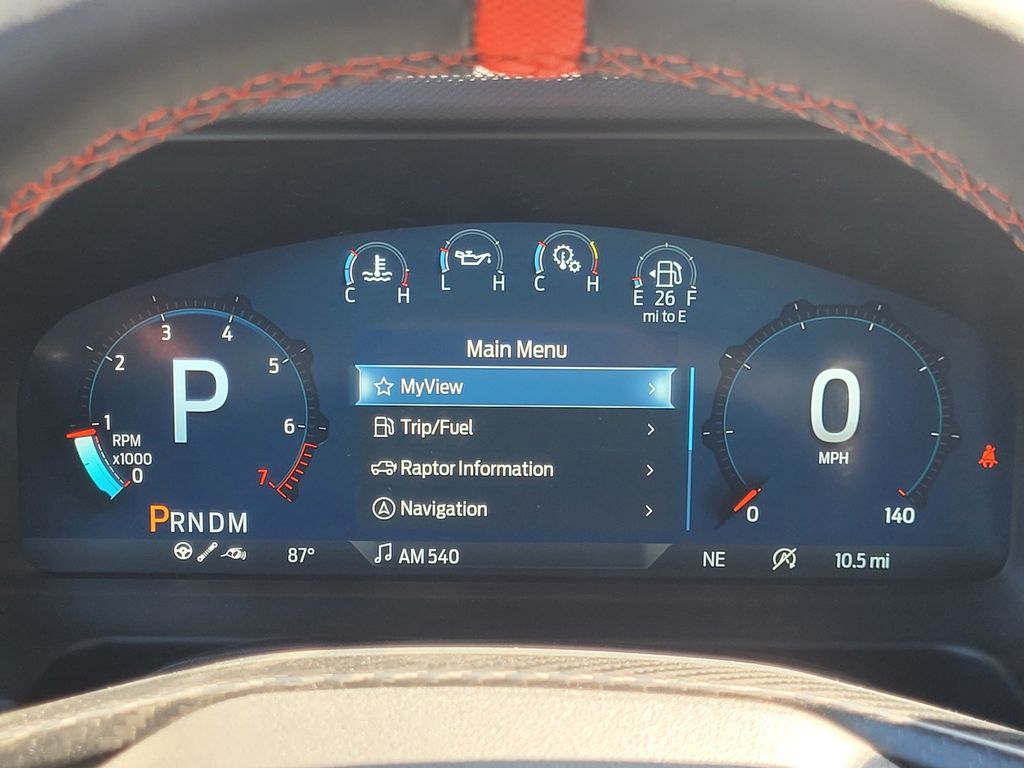 C H
L H
C H
E 26 F
mi to E
Main Menu
MyView
Trip/Fuel
Raptor Information
Navigation
0
1
2
3
4
5
6
7
P
RPM
x1000
PRNDM
0
MPH
0
140
87°
AM 540
NE
10.5 mi